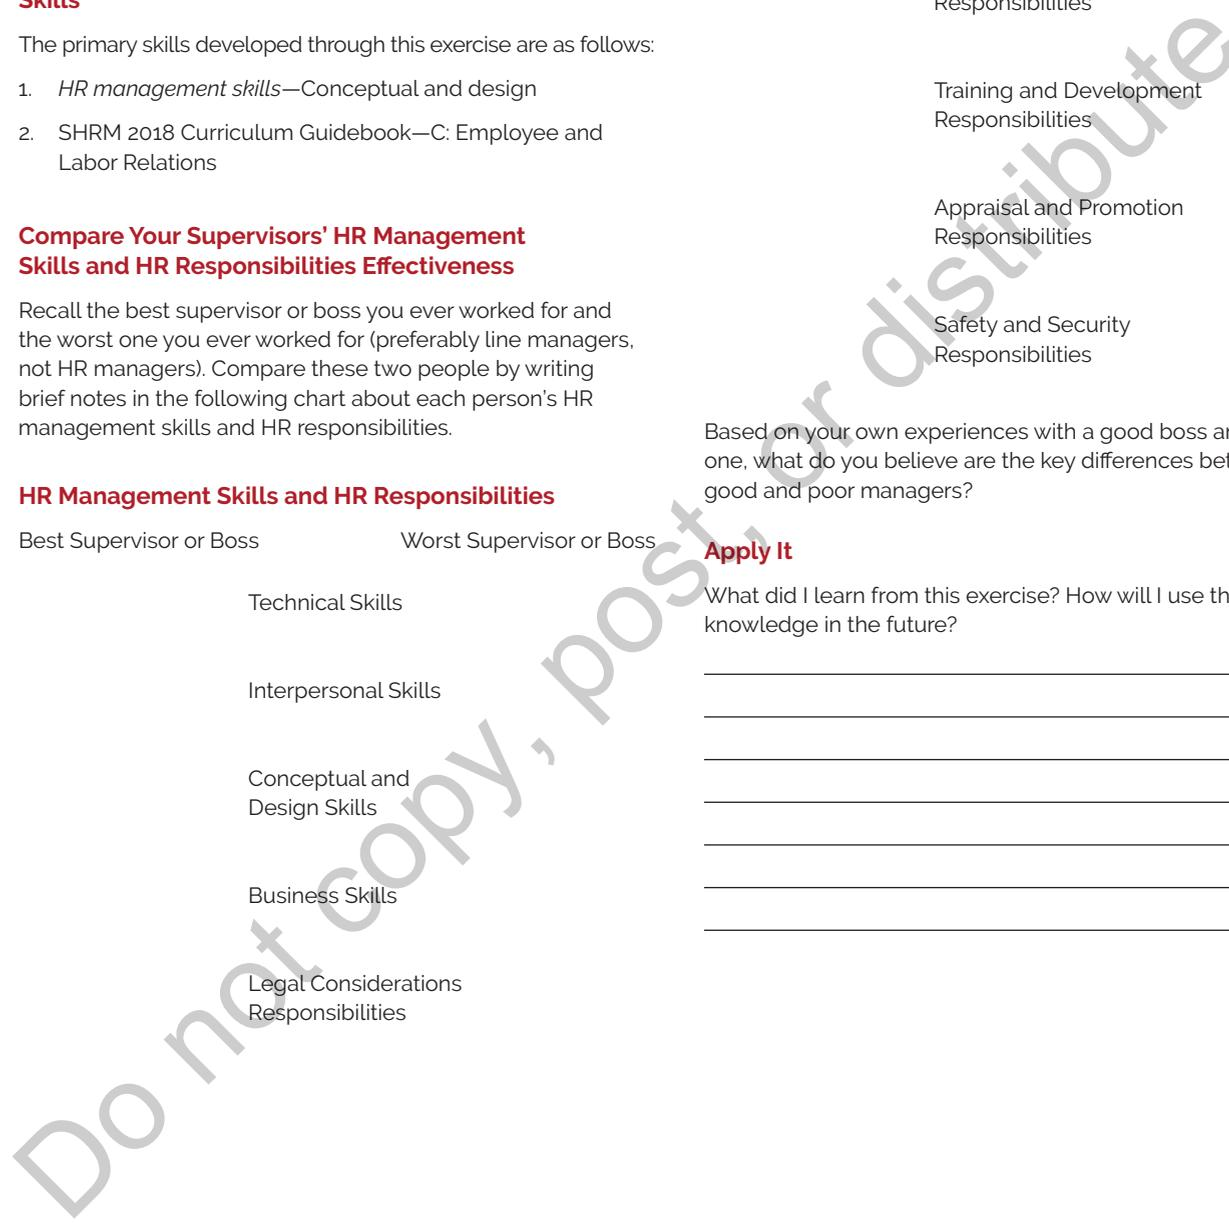 Skills
The primary skills developed through this exercise are as follows:
1. HR management skills—Conceptual and design
2. SHRM 2018 Curriculum Guidebook—C: Employee and
Labor Relations
Compare Your Supervisors’ HR Management
Skills and HR Responsibilities Effectiveness
Recall the best supervisor or boss you ever worked for and
the worst one you ever worked for (preferably line managers,
not HR managers). Compare these two people by writing
brief notes in the following chart about each person’s HR
management skills and HR responsibilities.
HR Management Skills and HR Responsibilities
Best Supervisor or Boss Worst Supervisor or Boss
Technical Skills
Interpersonal Skills
Conceptual and
Design Skills
Business Skills
Legal Considerations
Responsibilities
Responsibilities
Training and Development
Responsibilities
Appraisal and Promotion
Responsibilities
Safety and Security
Responsibilities
Based on your own experiences with a good boss
one, what do you believe are the key differences
good and poor managers?
Apply It
What did I learn from this exercise? How will I use
knowledge in the future?
Do not copy, post, or distribute